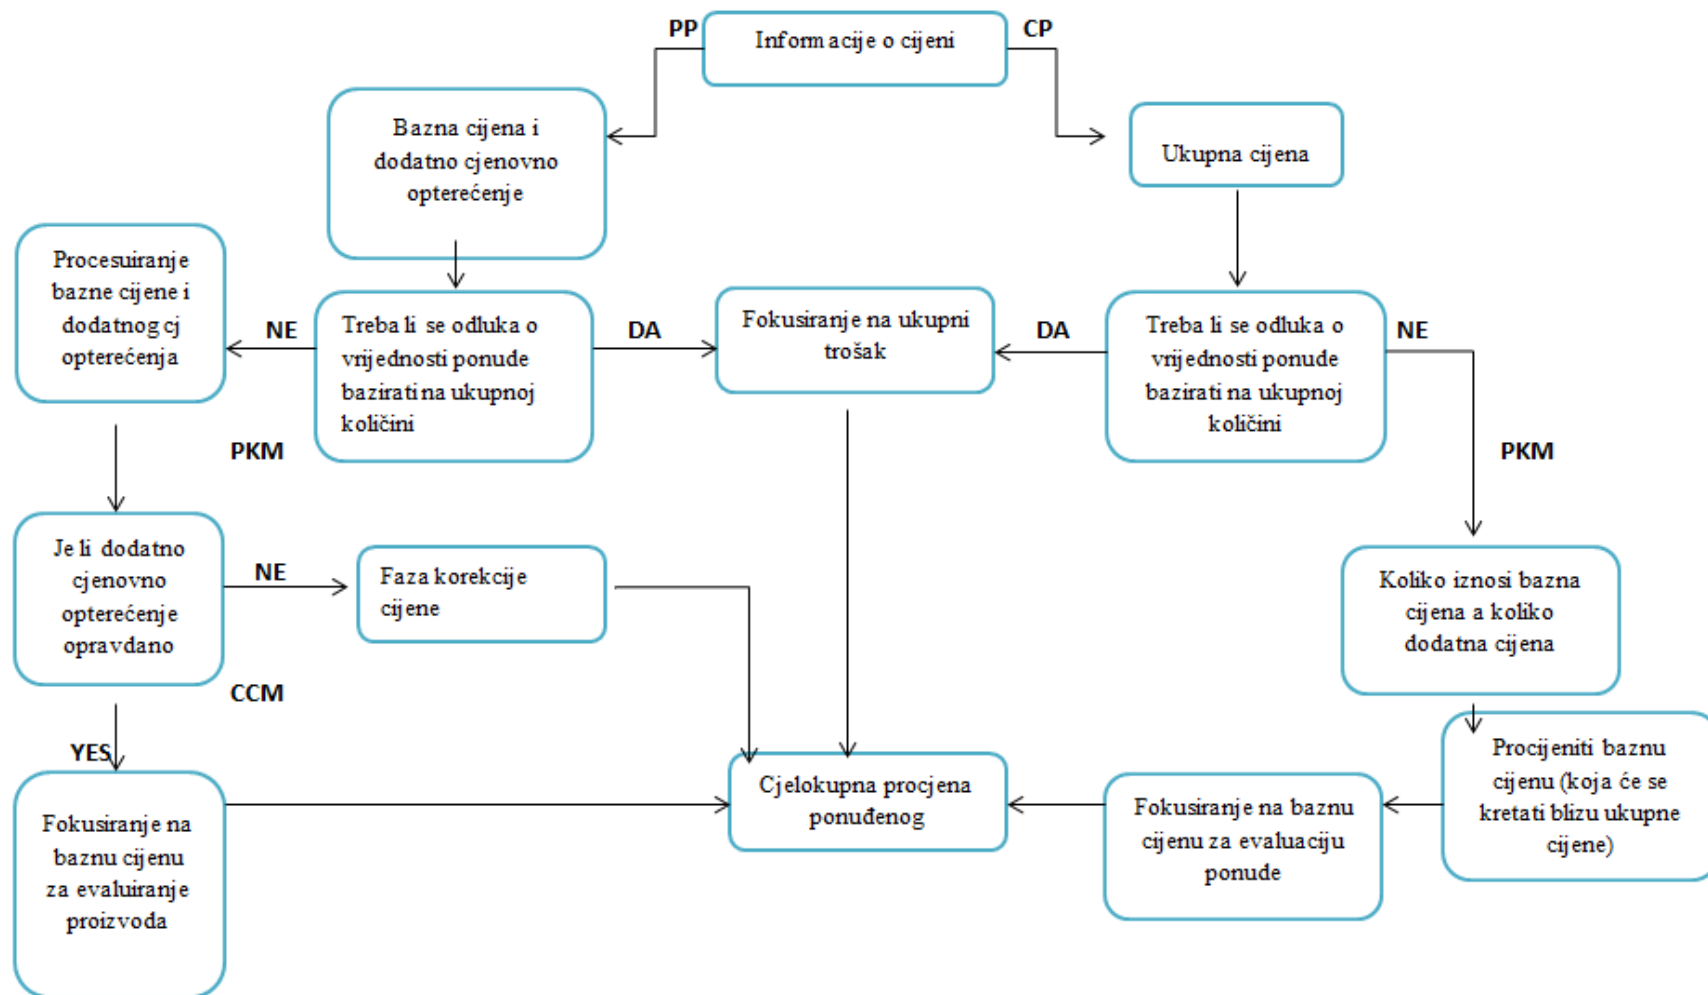 PP
Informacije o cijeni
CP
Bazna cijena i
dodatno cjenovno
opterećenje
Ukupna cijena
Procesuiranje
bazne cijene i
dodatnog cj
opterećenja
NE
Treba li se odluka o
vrijednosti ponude
bazirati na ukupnoj
količini
DA
Fokusiranje na ukupni
trošak
DA
Treba li se odluka o
vrijednosti ponude
bazirati na ukupnoj
količini
NE
PKM
PKM
Je li dodatno
cjenovno
opterećenje
opravdano
NE
Faza korekcije
cijene
Koliko iznosi bazna
cijena a koliko
dodatna cijena
CCM
YES
Fokusiranje na
baznu cijenu
za evaluiranje
proizvoda
Cjelokupna procjena
ponuđenog
Fokusiranje na baznu
cijenu za evaluaciju
ponude
Procijeniti baznu
cijenu (koja će se
kretati blizu ukupne
cijene)